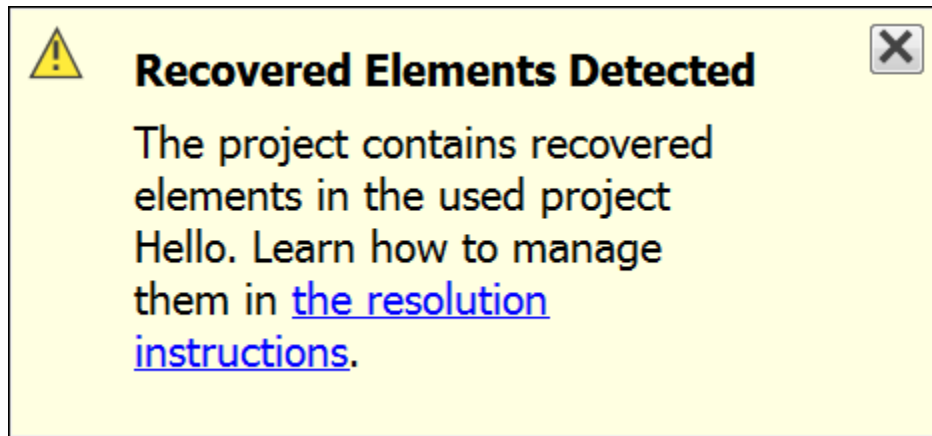 Recovered Elements Detected
The project contains recovered
elements in the used project
Hello. Learn how to manage
them in the resolution
instructions.